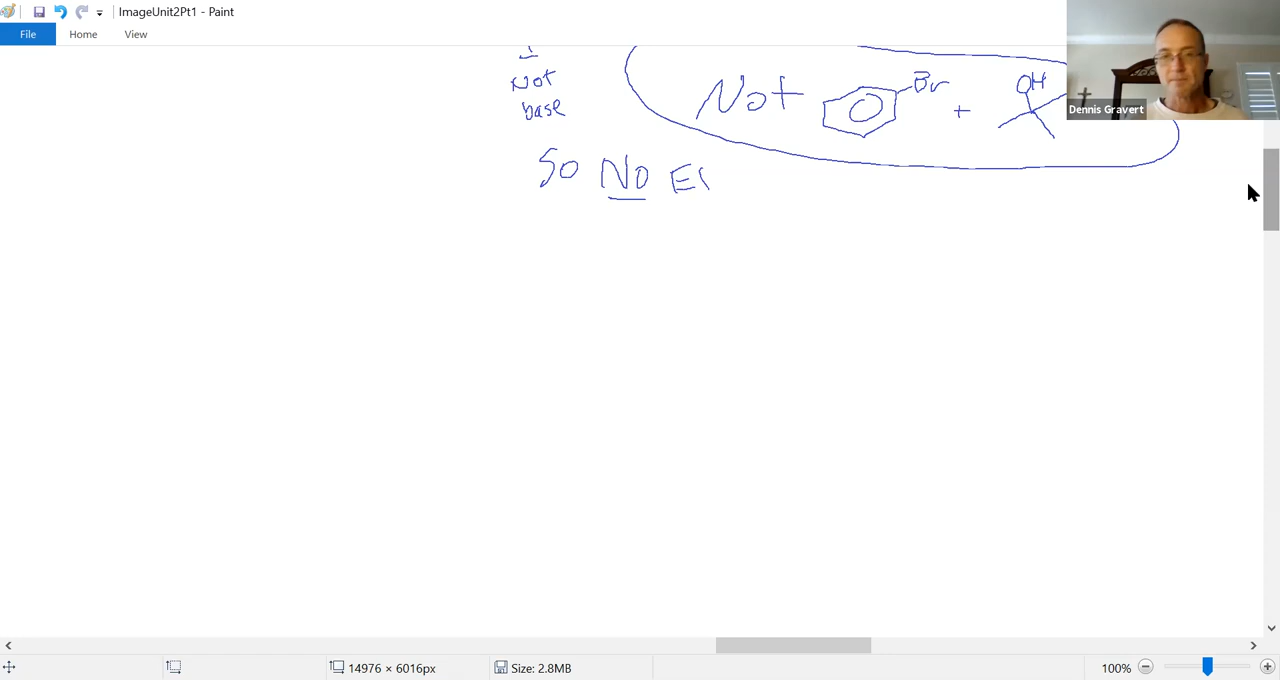 ImageUnit2Pt1 - Paint
File Home View
Dennis Gravert
Not
base
Not Br + OH
So No E1
14976 × 6016px Size: 2.8MB 100%